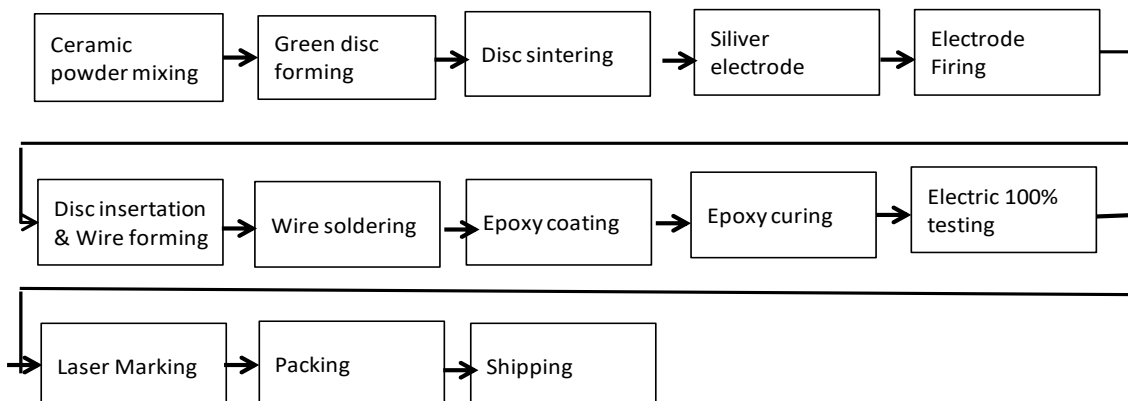 Ceramic
powder mixing
Green disc
forming
Disc sintering
Siliver
electrode
Electrode
Firing
Disc insertation
& Wire forming
Wire soldering
Epoxy coating
Epoxy curing
Electric 100%
testing
Laser Marking
Packing
Shipping